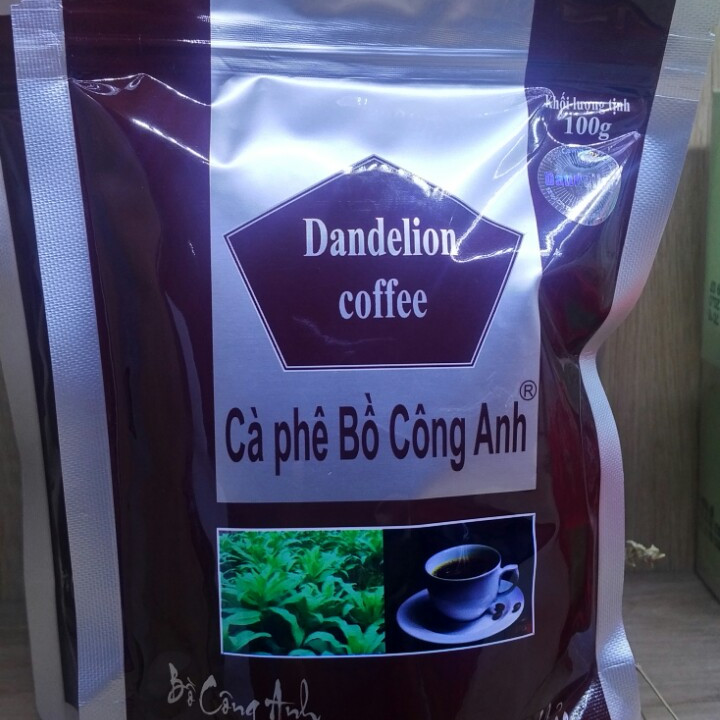 Khối lượng tịnh
100g
Dandelion
coffee
Cà phê Bồ Công Anh®
Bồ Công Anh